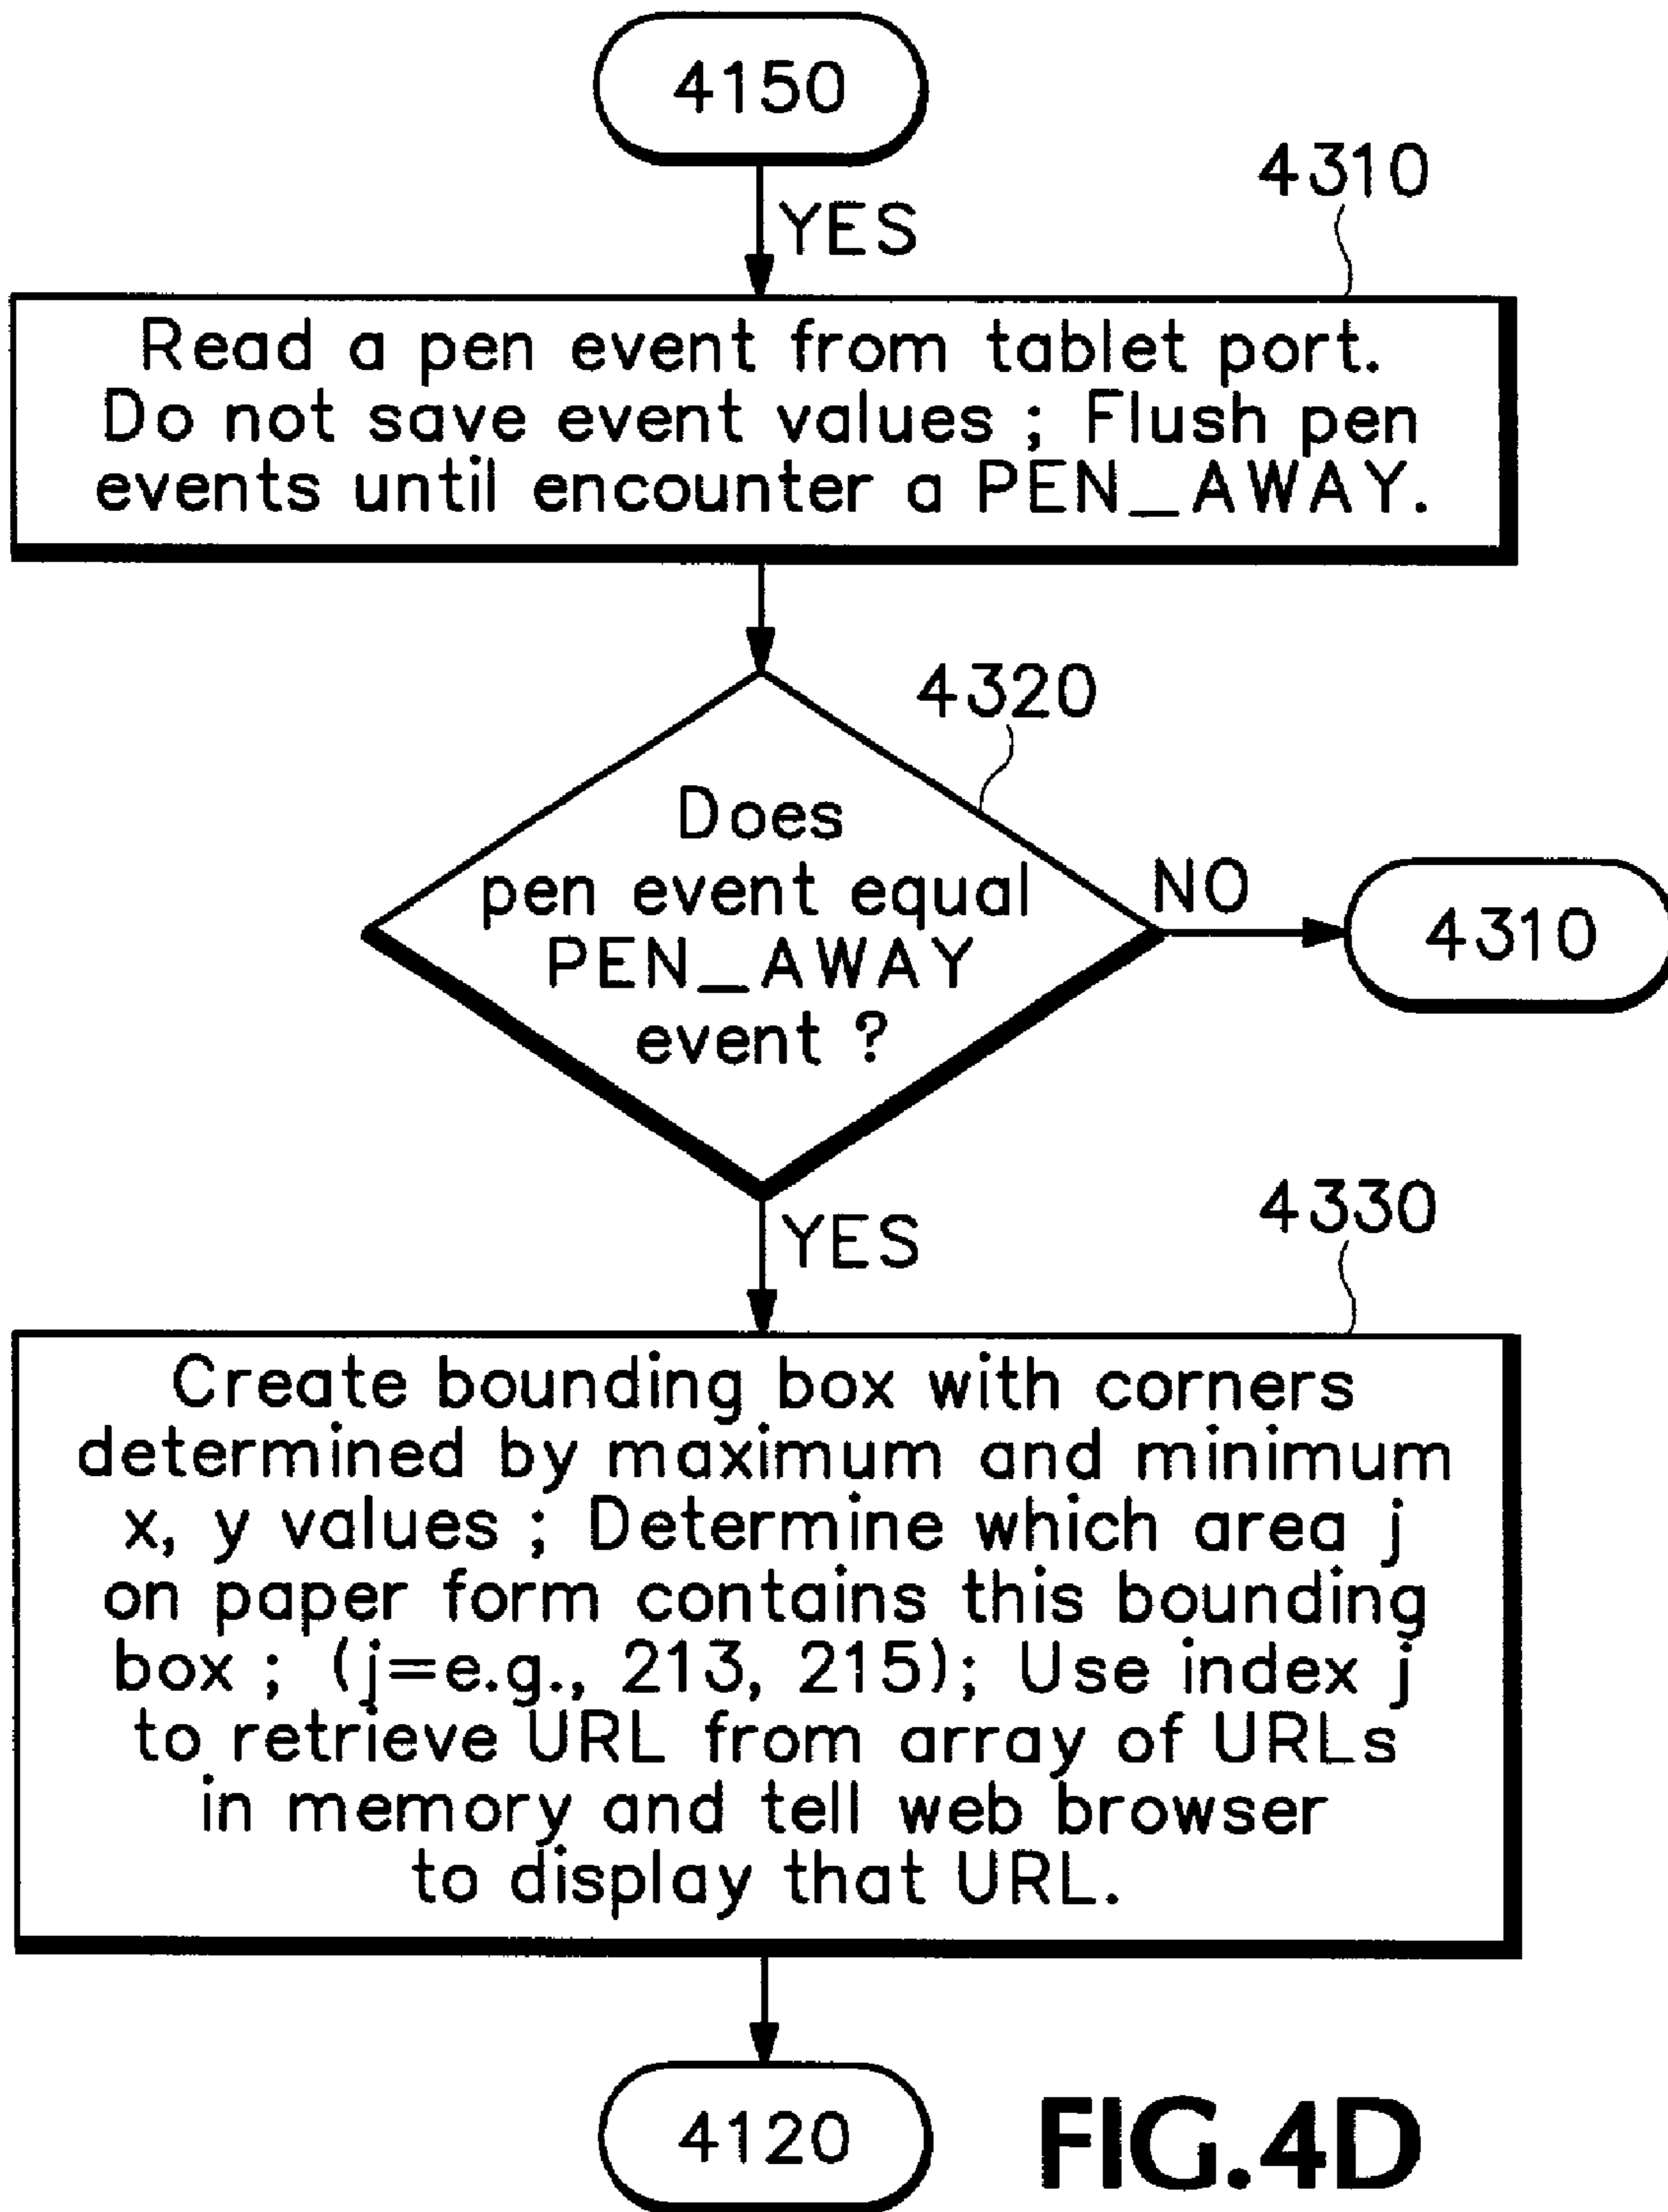 4150
YES
4310
Read a pen event from tablet port.
Do not save event values ; Flush pen
events until encounter a PEN_AWAY.
4320
Does
pen event equal
PEN_AWAY
event ?
NO
4310
YES
4330
Create bounding box with corners
determined by maximum and minimum
x, y values ; Determine which area j
on paper form contains this bounding
box ; (j=e.g., 213, 215); Use index j
to retrieve URL from array of URLs
in memory and tell web browser
to display that URL.
4120
FIG.4D